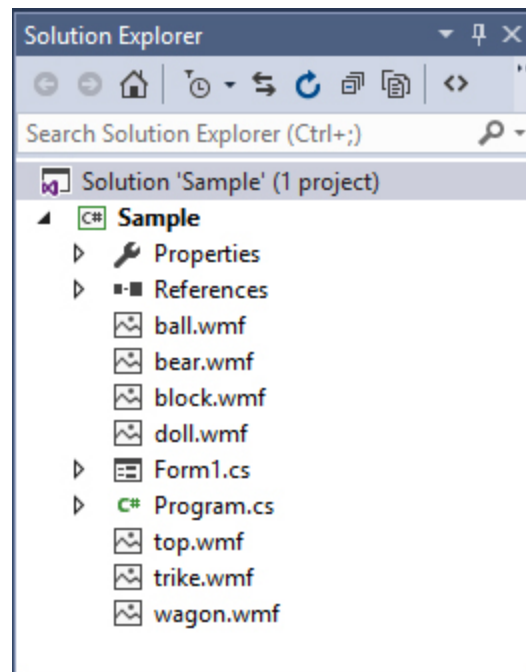 Solution Explorer
Search Solution Explorer (Ctrl+;)
Solution 'Sample' (1 project)
C# Sample
Properties
References
ball.wmf
bear.wmf
block.wmf
doll.wmf
Form1.cs
C# Program.cs
top.wmf
trike.wmf
wagon.wmf